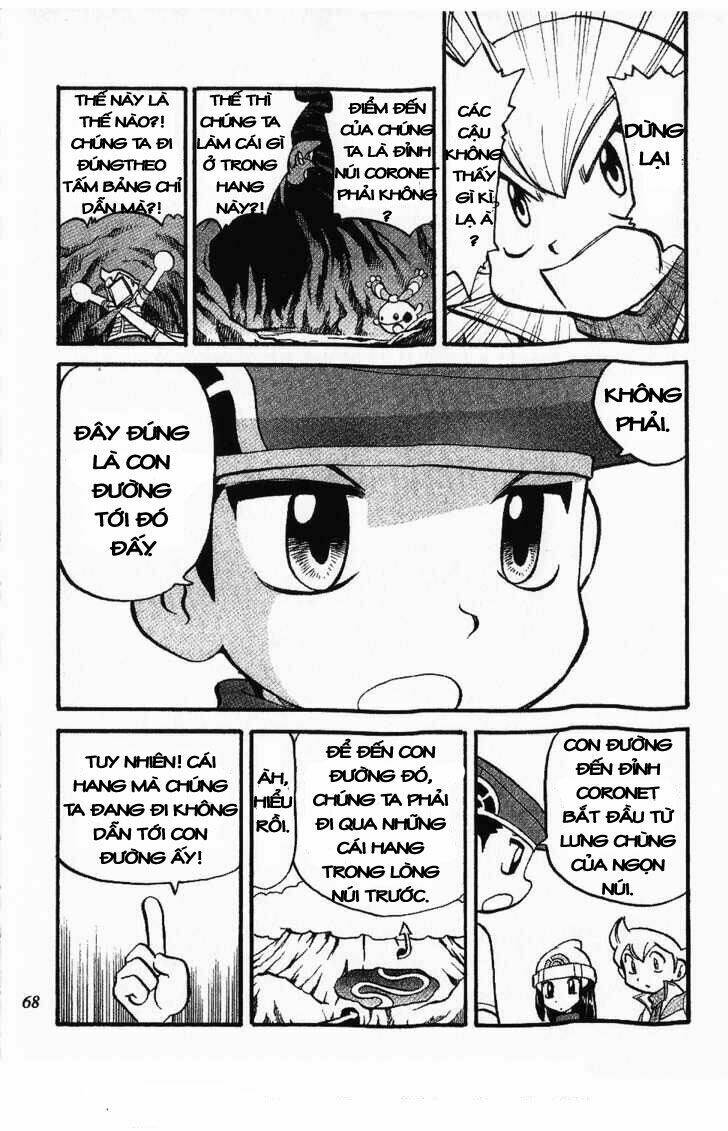 DỪNG
LẠI
CÁC
CẬU
KHÔNG
THẤY
GÌ KÌ,
LẠ À
?
ĐIỂM ĐẾN
CỦA CHÚNG
TA LÀ ĐỈNH
NÚI CORONET
PHẢI KHÔNG
?
THẾ THÌ
CHÚNG TA
LÀM CÁI GÌ
Ở TRONG
HANG
NÀY?!
THẾ NÀY LÀ
THẾ NÀO?!
CHÚNG TA ĐI
ĐÚNGTHEO
TẤM BẢNG CHỈ
DẪN MÀ?!
KHÔNG
PHẢI.
ĐÂY ĐÚNG
LÀ CON
ĐƯỜNG
TỚI ĐÓ
ĐẤY.
CON ĐƯỜNG
ĐẾN ĐỈNH
CORONET
BẮT ĐẦU TỪ
LƯNG CHỪNG
CỦA NGỌN
NÚI.
ĐỂ ĐẾN CON
ĐƯỜNG ĐÓ,
CHÚNG TA PHẢI
ĐI QUA NHỮNG
CÁI HANG
TRONG LÒNG
NÚI TRƯỚC.
ÀH,
HIỂU
RỒI.
TUY NHIÊN! CÁI
HANG MÀ CHÚNG
TA ĐANG ĐI KHÔNG
DẪN TỚI CON
ĐƯỜNG ẤY!
68